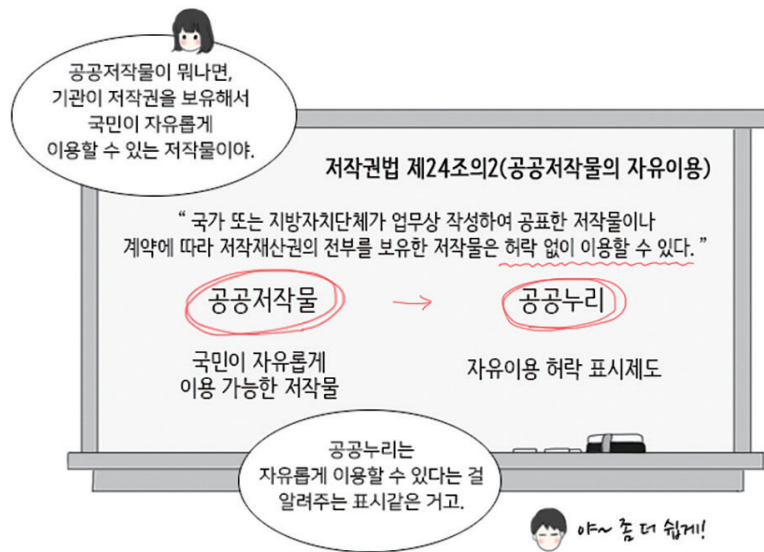 공공저작물이 뭐냐면,
기관이 저작권을 보유해서
국민이 자유롭게
이용할 수 있는 저작물이야.
저작권법 제24조의2(공공저작물의 자유이용)
“ 국가 또는 지방자치단체가 업무상 작성하여 공표한 저작물이나
계약에 따라 저작재산권의 전부를 보유한 저작물은 허락 없이 이용할 수 있다. ”
공공저작물 → 공공누리
국민이 자유롭게
이용 가능한 저작물
자유이용 허락 표시제도
공공누리는
자유롭게 이용할 수 있다는 걸
알려주는 표시같은 거고.
야~ 좀 더 쉽게!